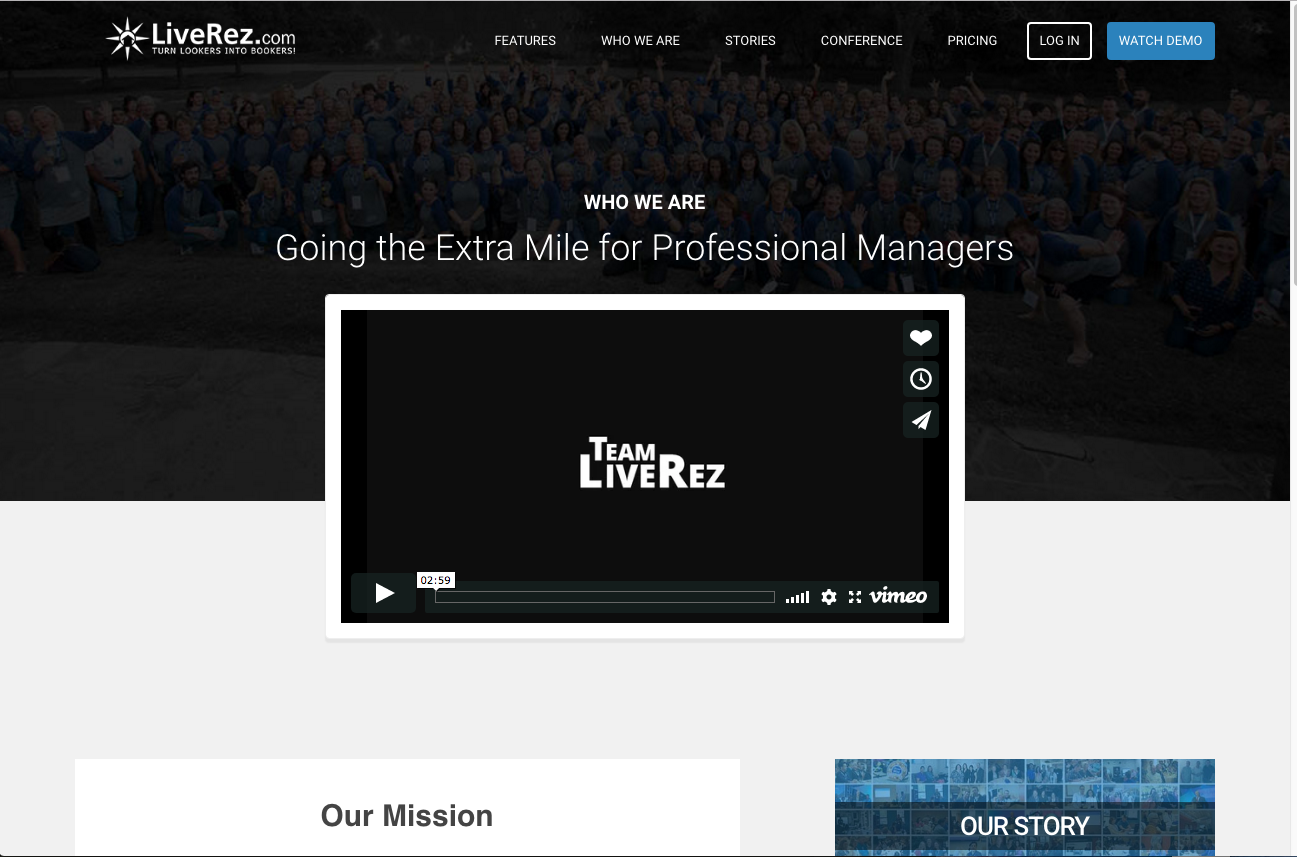 LiveRez.com
TURN LOOKERS INTO BOOKERS!
FEATURES WHO WE ARE STORIES CONFERENCE PRICING LOG IN WATCH DEMO
WHO WE ARE
Going the Extra Mile for Professional Managers
TEAM
LIVEREZ
02:59
vimeo
Our Mission
OUR STORY